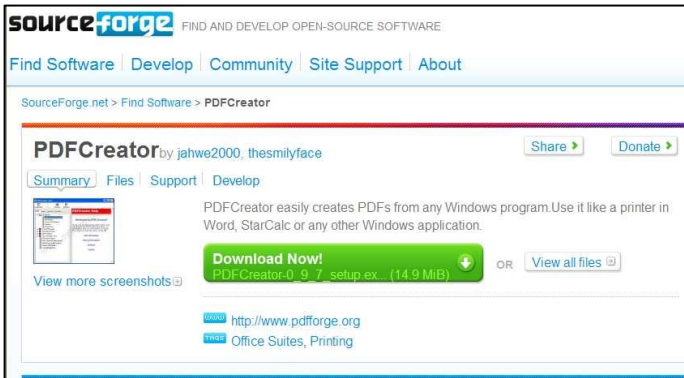 sourceforge FIND AND DEVELOP OPEN-SOURCE SOFTWARE
Find Software Develop Community Site Support About
SourceForge.net > Find Software > PDFCreator
PDFCreator by jahwe2000, thesmilyface Share Donate
Summary Files Support Develop
PDFCreator easily creates PDFs from any Windows program.Use it like a printer in
Word, StarCalc or any other Windows application.
Download Now!
PDFCreator-0_9_7_setup.ex... (14.9 MiB) OR View all files
View more screenshots
www http://www.pdfforge.org
TAGS Office Suites, Printing